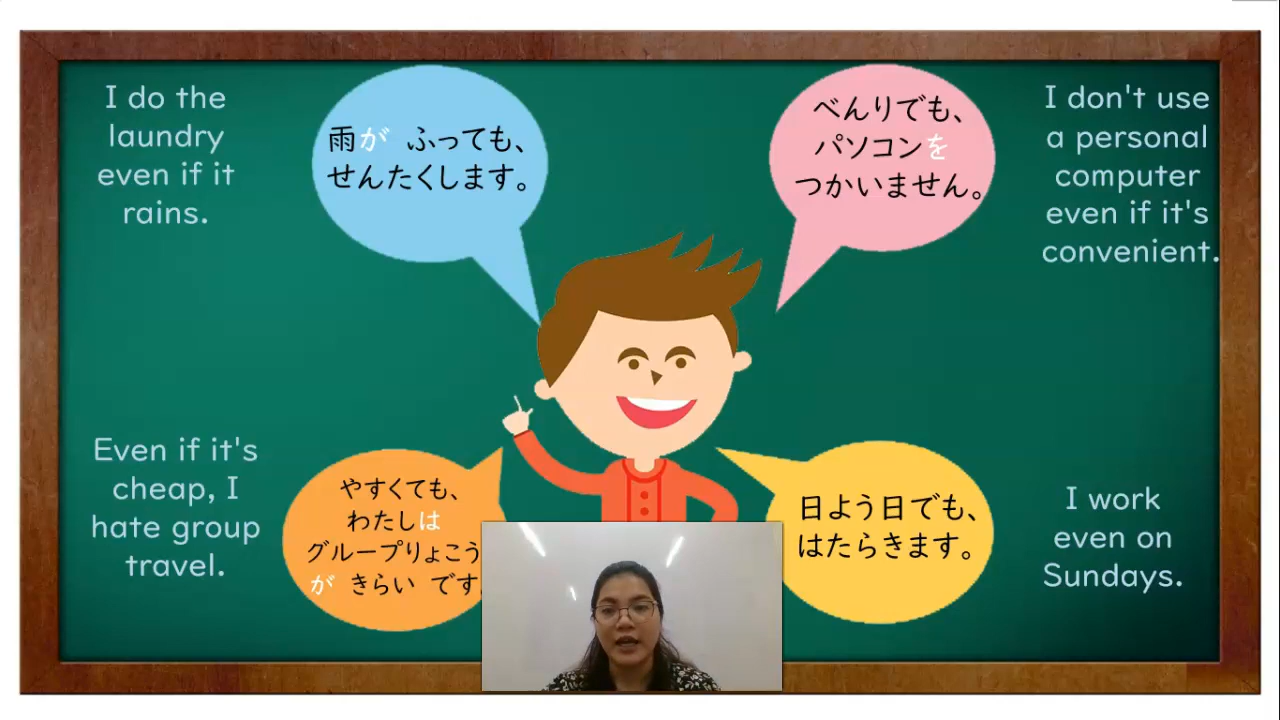 I do the
laundry
even if it
rains.
雨が ふっても、
せんたくします。
べんりでも、
パソコンを
つかいません。
I don't use
a personal
computer
even if it's
convenient.
Even if it's
cheap, I
hate group
travel.
やすくても、
わたしは
グループりょこう
が きらい です
日よう日でも、
はたらきます。
I work
even on
Sundays.